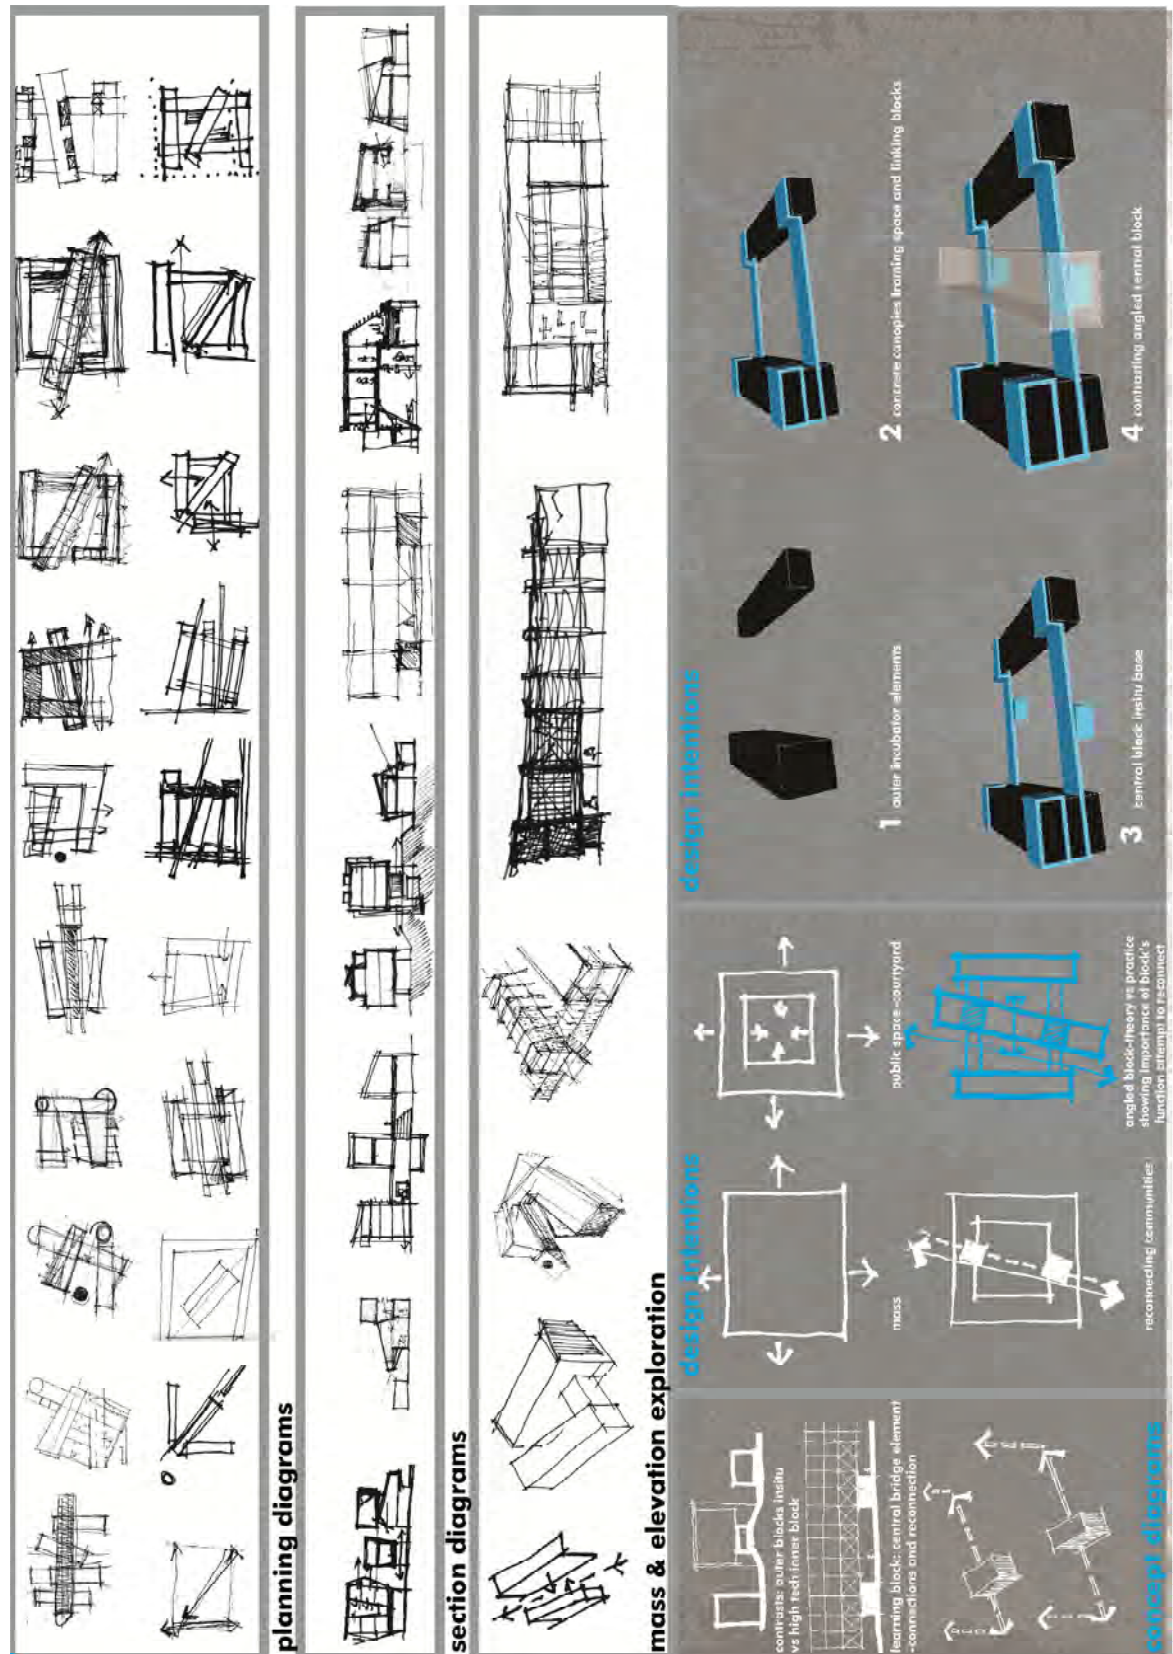 planning diagrams
section diagrams
mass & elevation exploration
concept diagrams
contrasts: outer blocks insitu
vs high tech inner block
learning block: central bridge element
-connections and reconnection
design intentions
mass
public space-courtyard
reconnecting communities
angled block-theory vs practice
showing importance of block's
function attempt to reconnect
design intentions
1 outer incubator elements
2 concrete canopies framing space and linking blocks
3 central block insitu base
4 contrasting angled central block